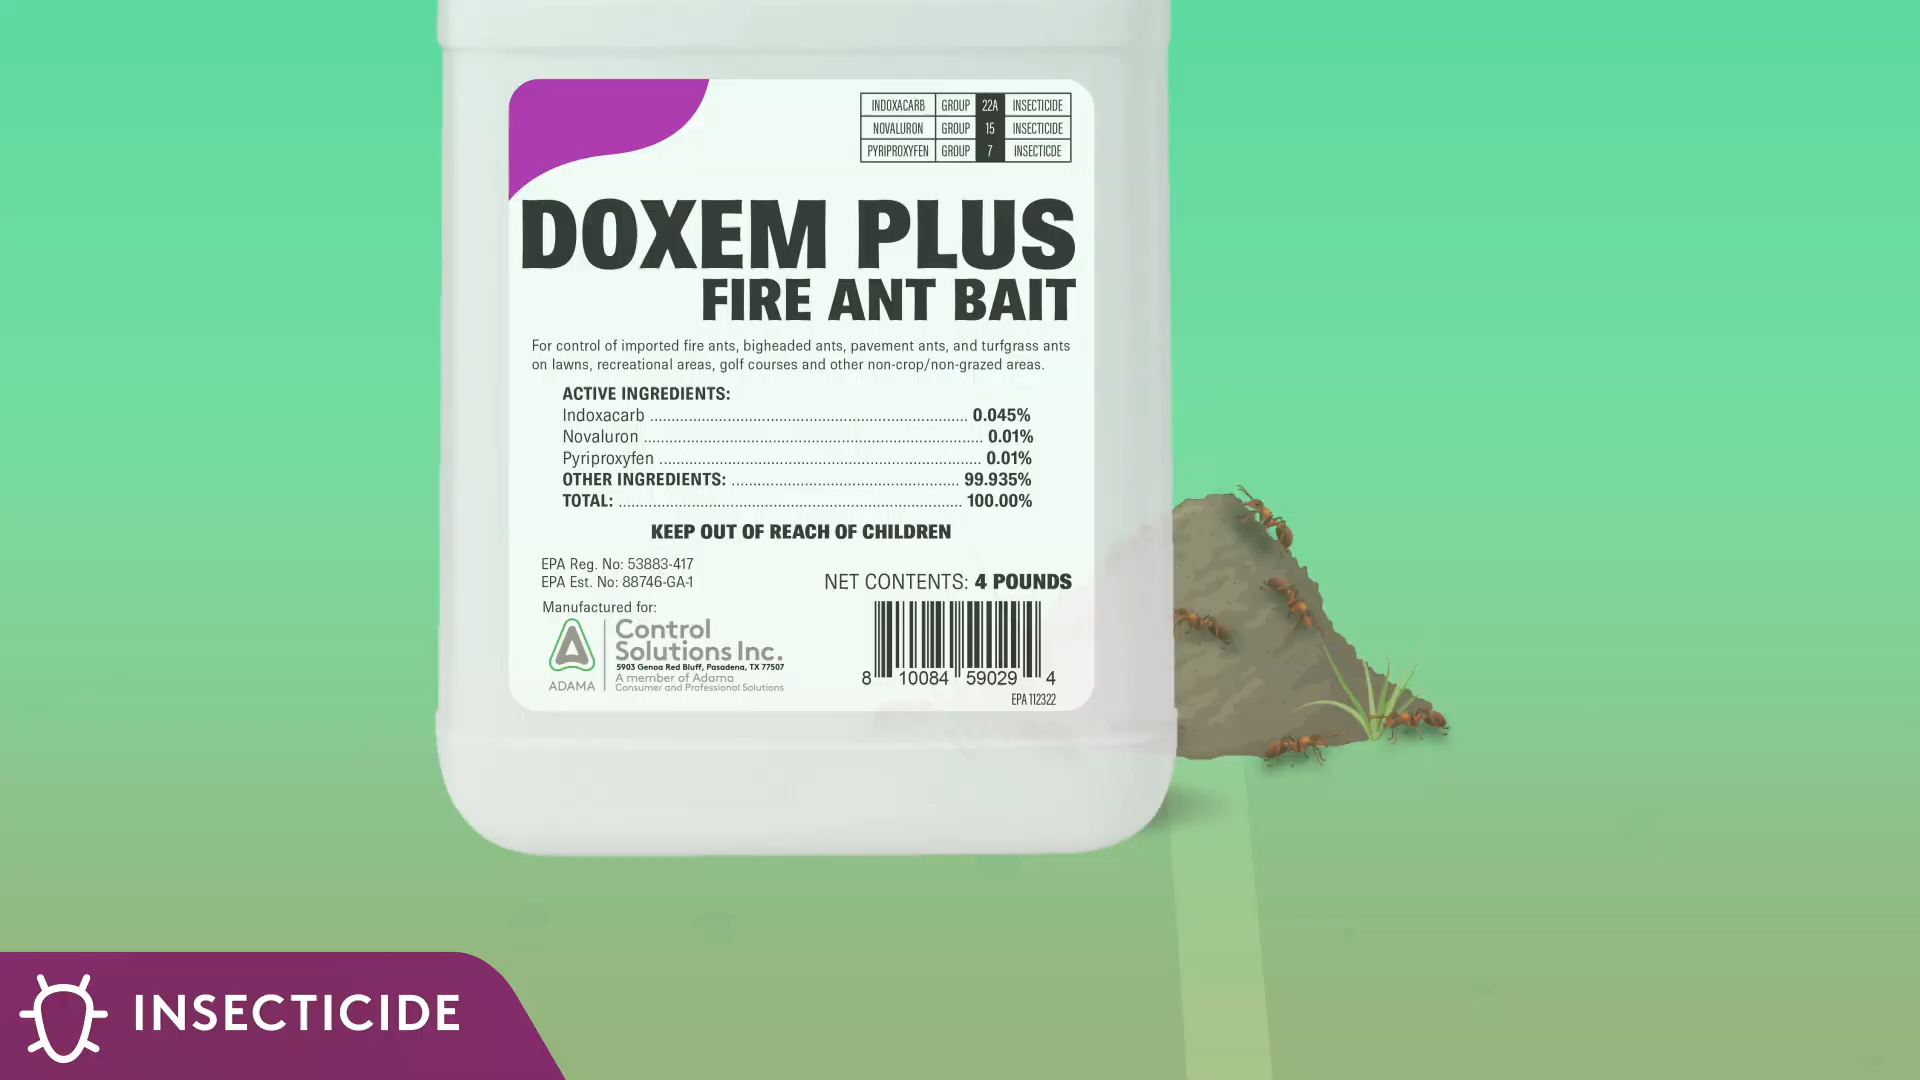 INDOXACARB GROUP 22A INSECTICIDE
NOVALURON GROUP 15 INSECTICIDE
PYRIPROXYFEN GROUP 7 INSECTICDE
DOXEM PLUS
FIRE ANT BAIT
For control of imported fire ants, bigheaded ants, pavement ants, and turfgrass ants
on lawns, recreational areas, golf courses and other non-crop/non-grazed areas.
ACTIVE INGREDIENTS:
Indoxacarb ........ 0.045%
Novaluron ........ 0.01%
Pyriproxyfen ........ 0.01%
OTHER INGREDIENTS: ........ 99.935%
TOTAL: ........ 100.00%
KEEP OUT OF REACH OF CHILDREN
EPA Reg. No: 53883-417
EPA Est. No: 88746-GA-1
NET CONTENTS: 4 POUNDS
Manufactured for:
ADAMA
Control
Solutions Inc.
5903 Genoa Red Bluff, Pasadena, TX 77507
A member of Adama
Consumer and Professional Solutions
8 10084 59029 4
EPA 112322
INSECTICIDE